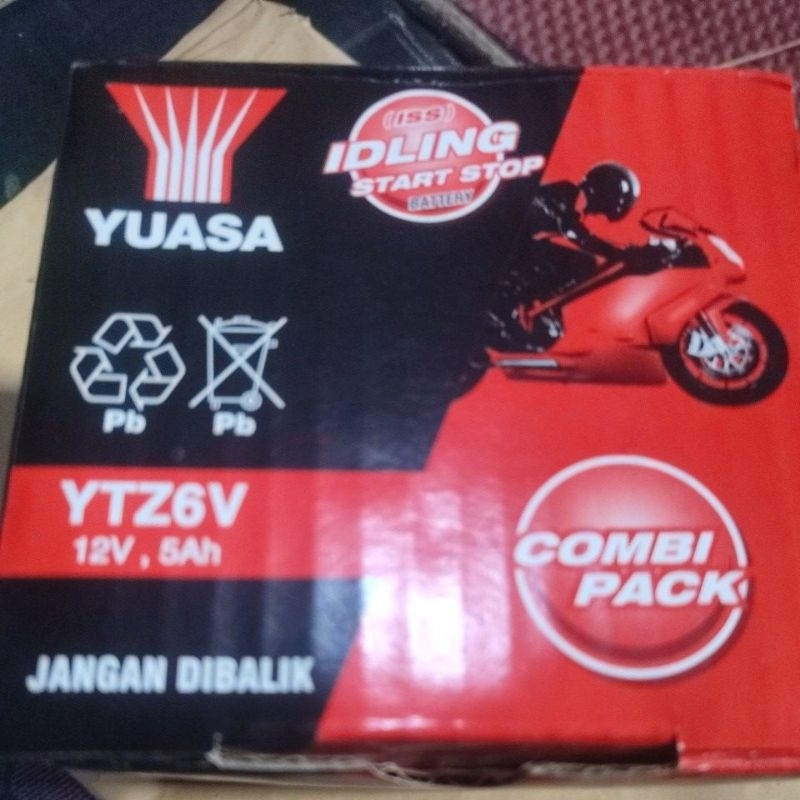 YUASA
((ISS))
IDLING
START STOP
BATTERY
Pb
Pb
YTZ6V
12V , 5Ah
COMBI
PACK
JANGAN DIBALIK